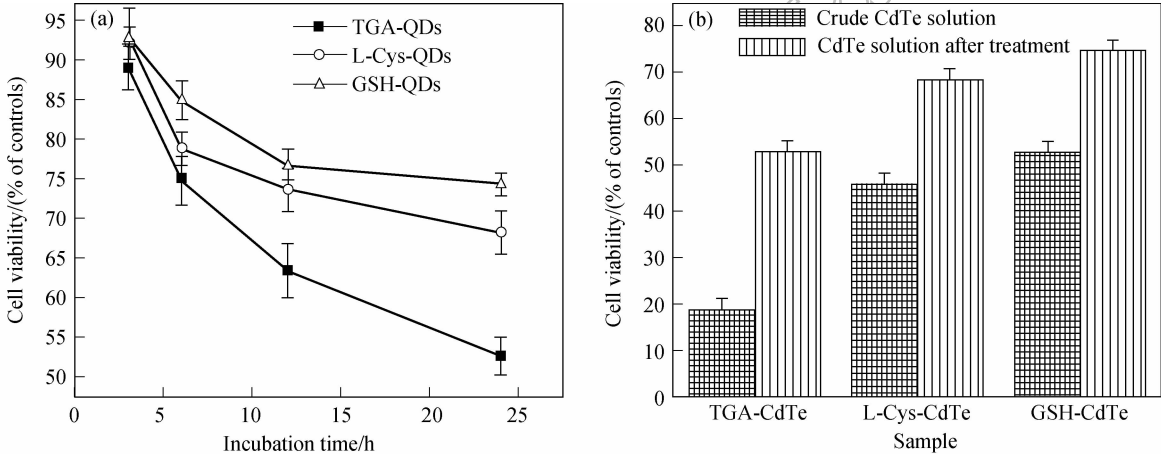 (a)
TGA-QDs
L-Cys-QDs
GSH-QDs
Cell viability/(% of controls)
95
90
85
80
75
70
65
60
55
50
0 5 10 15 20 25
Incubation time/h
(b)
Crude CdTe solution
CdTe solution after treatment
Cell viability/(% of controls)
80
70
60
50
40
30
20
10
0
TGA-CdTe L-Cys-CdTe GSH-CdTe
Sample